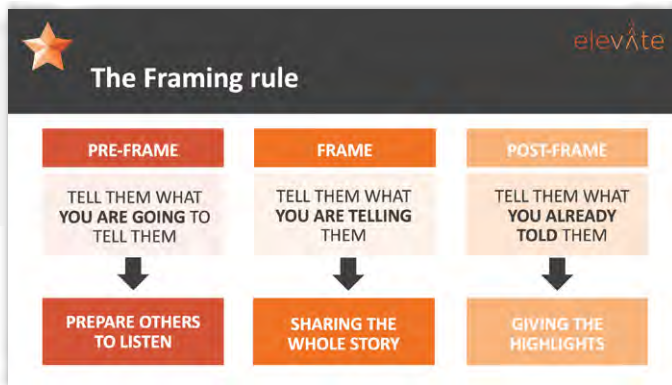 elevâte
The Framing rule
PRE-FRAME
TELL THEM WHAT
YOU ARE GOING TO
TELL THEM
PREPARE OTHERS
TO LISTEN
FRAME
TELL THEM WHAT
YOU ARE TELLING
THEM
SHARING THE
WHOLE STORY
POST-FRAME
TELL THEM WHAT
YOU ALREADY
TOLD THEM
GIVING THE
HIGHLIGHTS